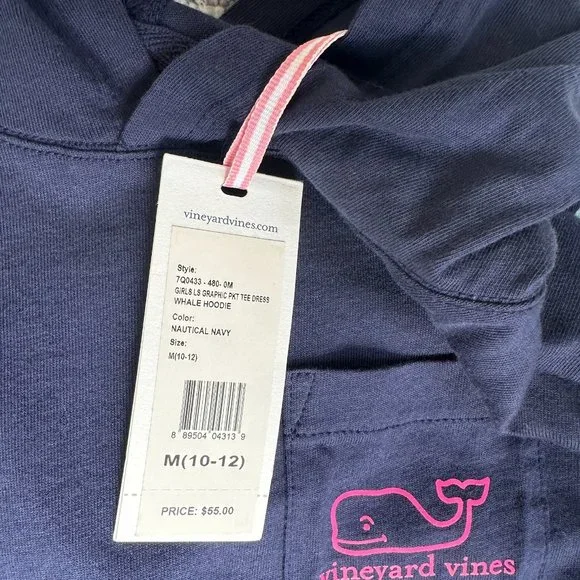 vineyardvines.com
Style:
7Q0433 - 480- 0M
GIRLS LS GRAPHIC PKT TEE DRESS
WHALE HOODIE
Color:
NAUTICAL NAVY
Size:
M(10-12)
8 89504 04313 9
M(10-12)
PRICE: $55.00
vineyard vines